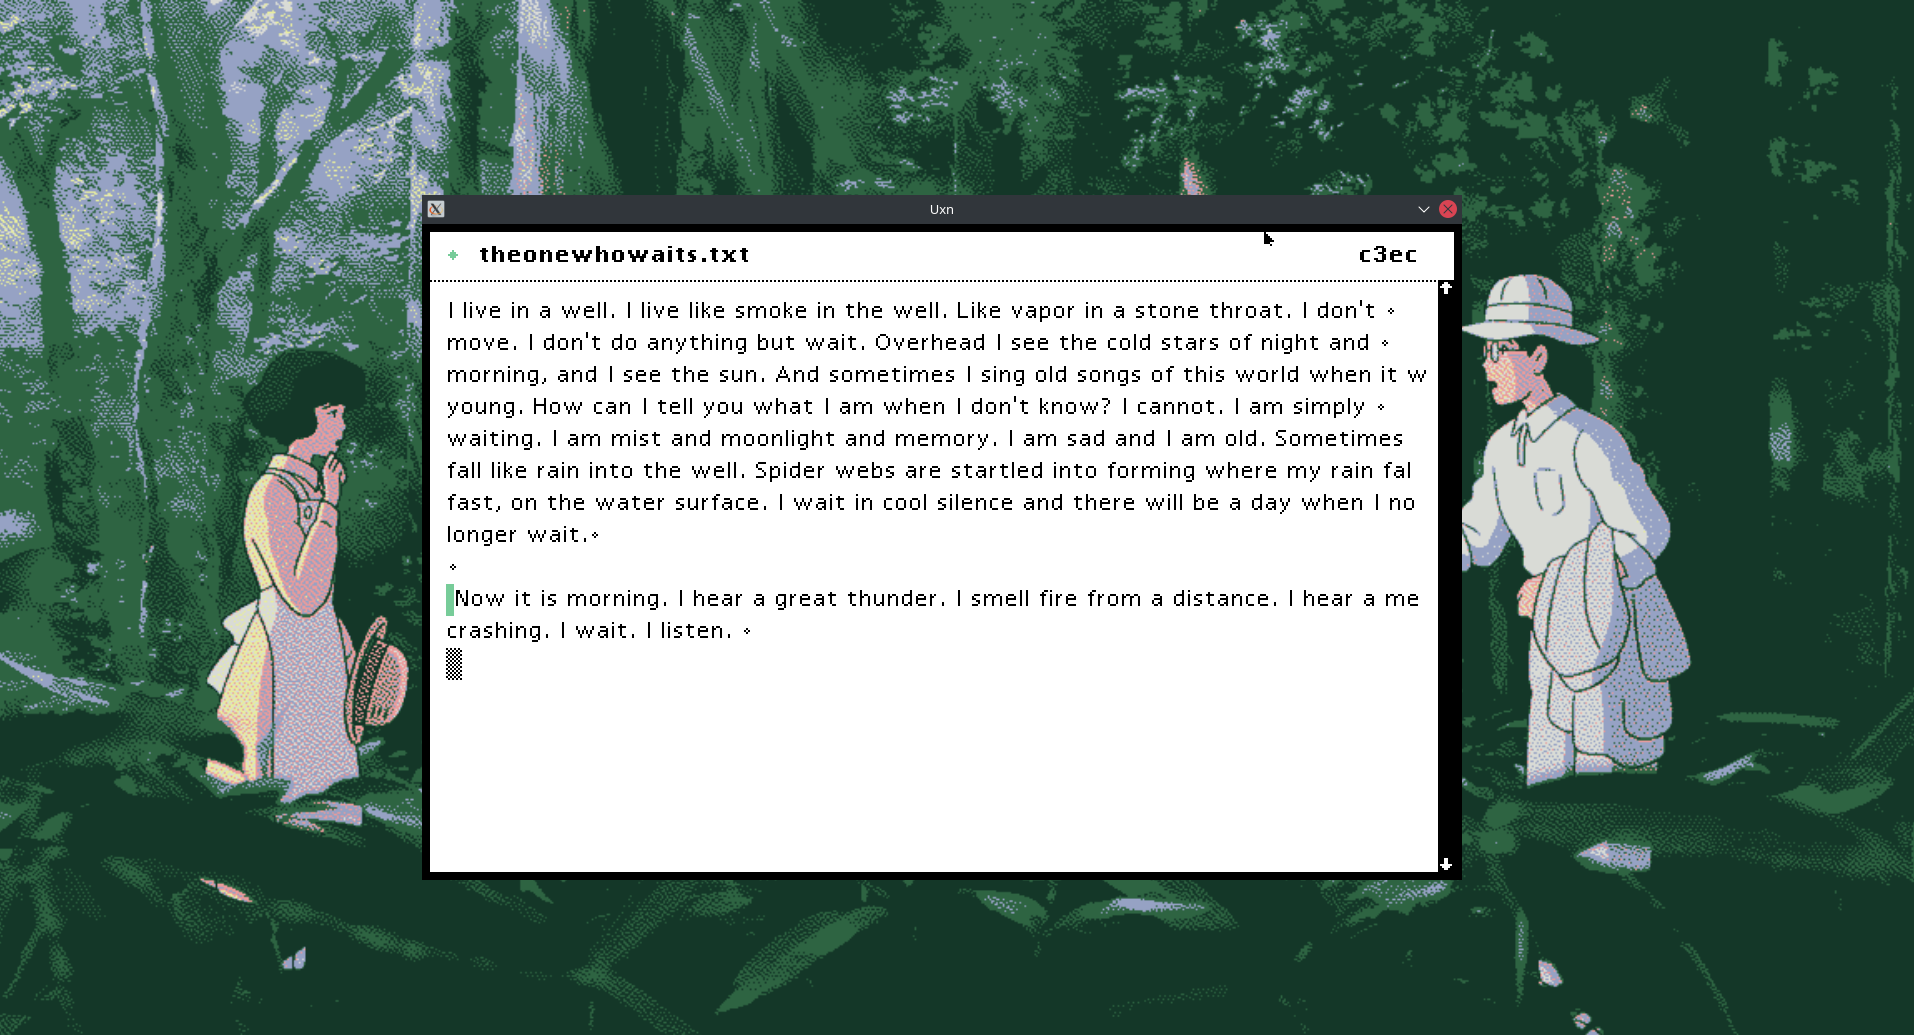 Uxn
theonewhowaits.txt c3ec
I live in a well. I live like smoke in the well. Like vapor in a stone throat. I don't
move. I don't do anything but wait. Overhead I see the cold stars of night and
morning, and I see the sun. And sometimes I sing old songs of this world when it w
young. How can I tell you what I am when I don't know? I cannot. I am simply
waiting. I am mist and moonlight and memory. I am sad and I am old. Sometimes
fall like rain into the well. Spider webs are startled into forming where my rain fal
fast, on the water surface. I wait in cool silence and there will be a day when I no
longer wait.
Now it is morning. I hear a great thunder. I smell fire from a distance. I hear a me
crashing. I wait. I listen.